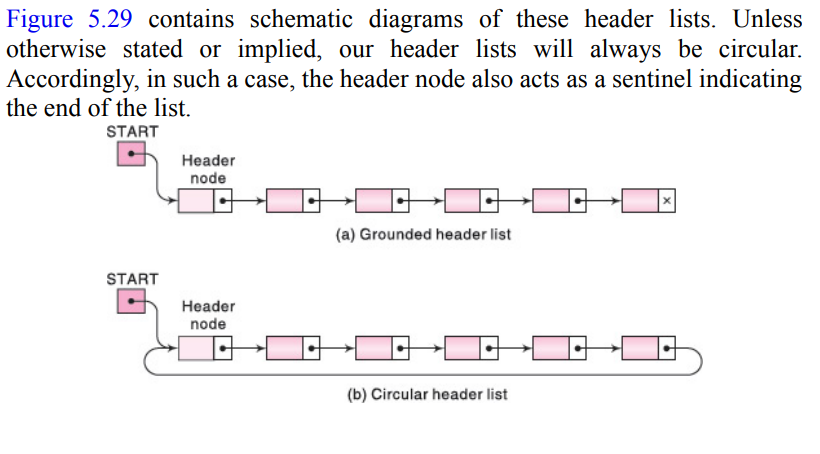 Figure 5.29 contains schematic diagrams of these header lists. Unless
otherwise stated or implied, our header lists will always be circular.
Accordingly, in such a case, the header node also acts as a sentinel indicating
the end of the list.
START
Header
node
x
(a) Grounded header list
START
Header
node
(b) Circular header list